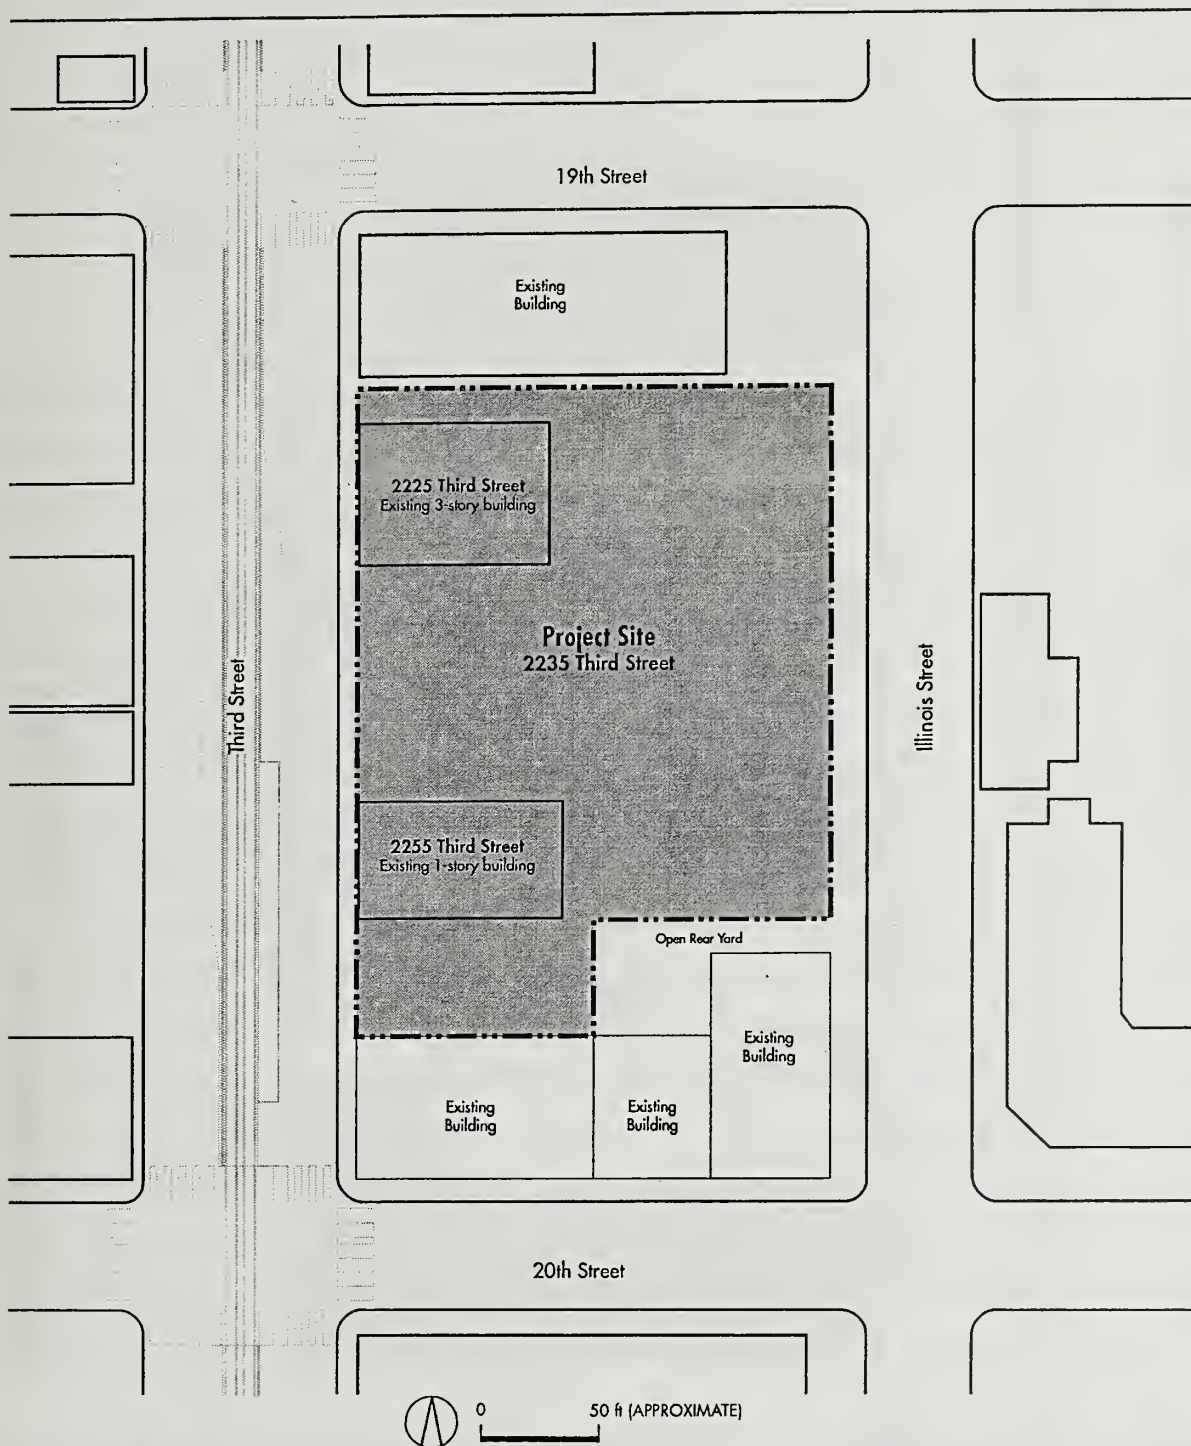 19th Street
Existing
Building
2225 Third Street
Existing 3-story building
Project Site
2235 Third Street
Third Street
Illinois Street
2255 Third Street
Existing 1-story building
Open Rear Yard
Existing
Building
Existing
Building
Existing
Building
20th Street
0 50 ft (APPROXIMATE)